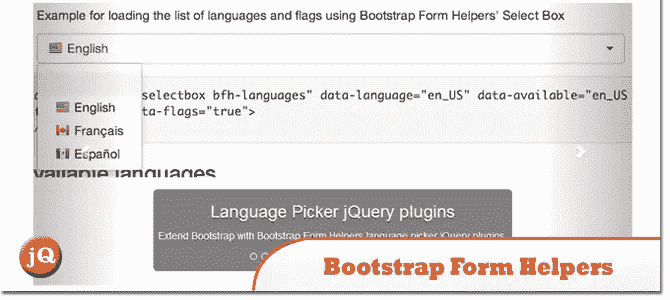 Example for loading the list of languages and flags using Bootstrap Form Helpers' Select Box
English
selectbox bfh-languages" data-language="en_US" data-available="en_US
ta-flags="true">
English
Français
Español
vailable languages
Language Picker jQuery plugins
Extend Bootstrap with Bootstrap Form Helpers language picker jQuery plugins
jQ
Bootstrap Form Helpers